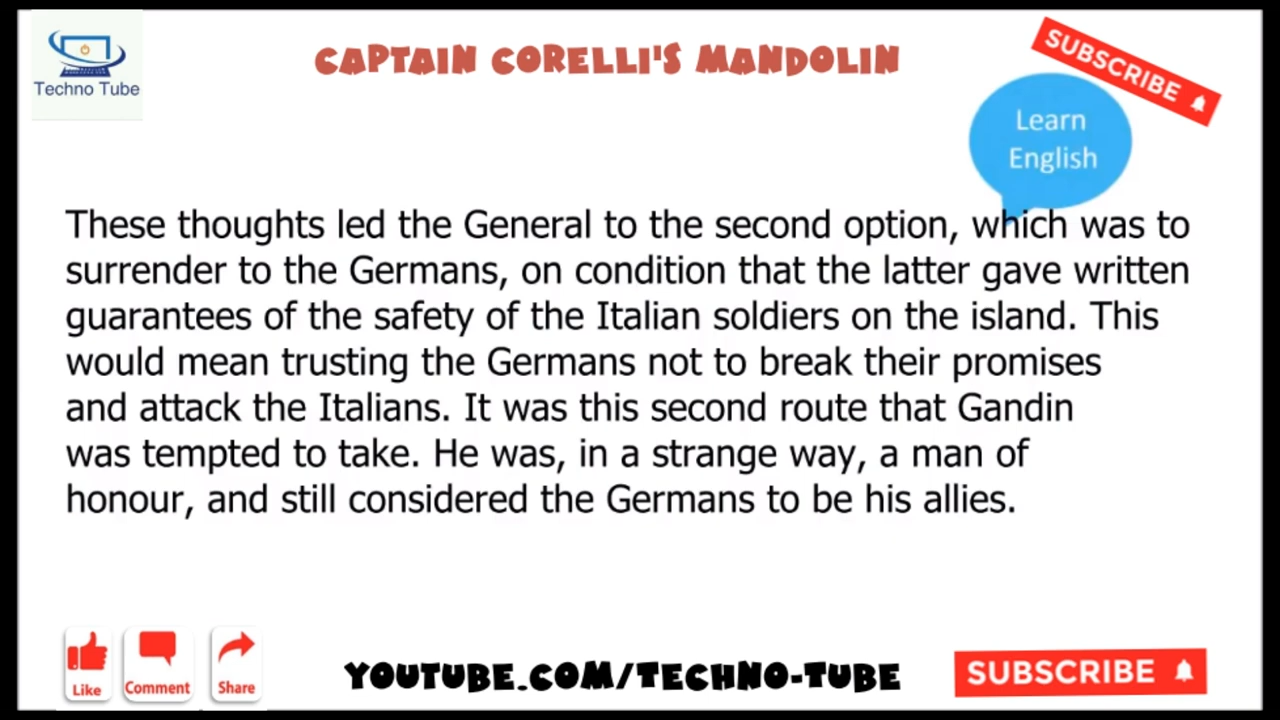 Techno Tube
CAPTAIN CORELLI'S MANDOLIN
SUBSCRIBE
Learn
English
These thoughts led the General to the second option, which was to
surrender to the Germans, on condition that the latter gave written
guarantees of the safety of the Italian soldiers on the island. This
would mean trusting the Germans not to break their promises
and attack the Italians. It was this second route that Gandin
was tempted to take. He was, in a strange way, a man of
honour, and still considered the Germans to be his allies.
Like
Comment
Share
YOUTUBE.COM/TECHNO-TUBE
SUBSCRIBE